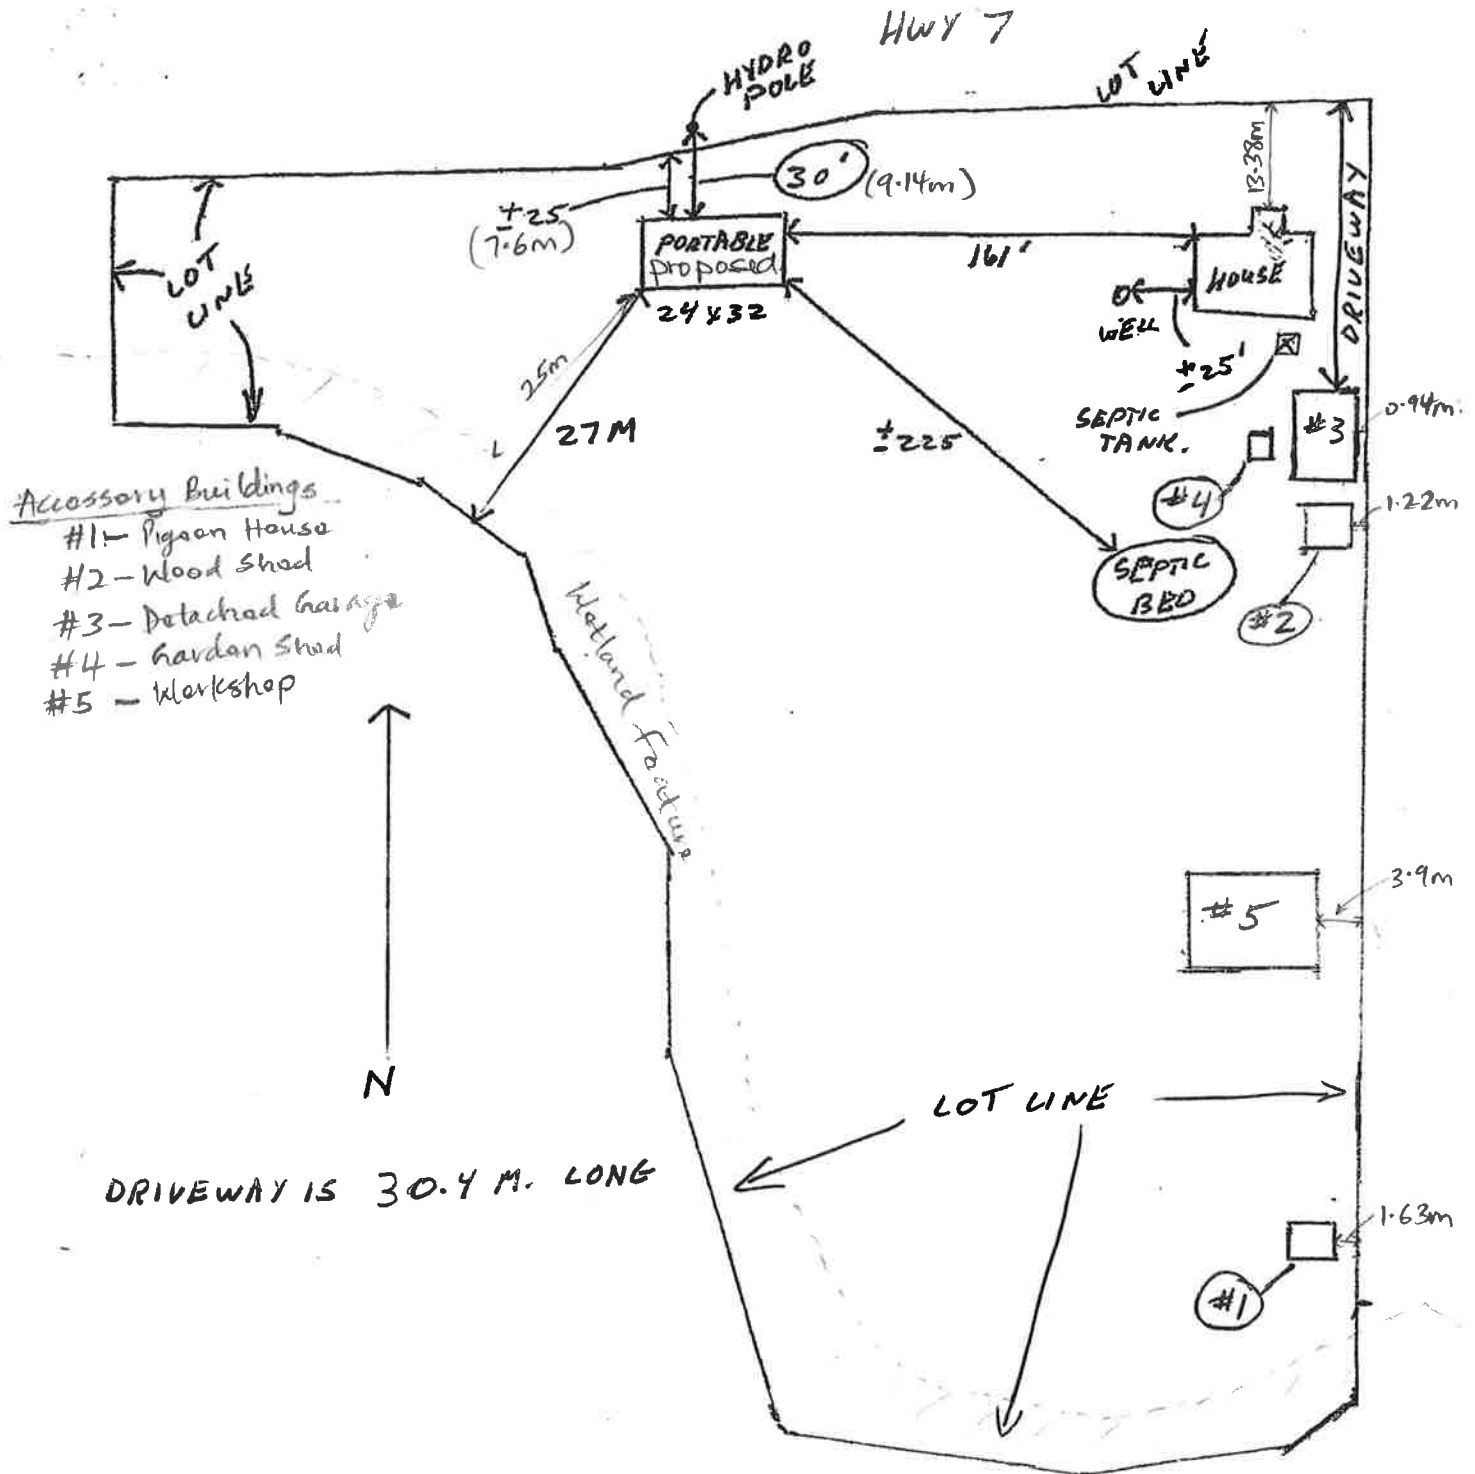 HWY 7
HYDRO
POLE
LOT LINE
30' (9.14m)
±25
(7.6m)
13.38m
DRIVEWAY
PORTABLE
proposed
24x32
161'
HOUSE
WELL
±25'
LOT
LINE
25m
27M
±225
SEPTIC
TANK.
#3
0.94m.
#4
1.22m
SEPTIC
BED
#2
Accessory Buildings
#1 - Pigeon House
#2 - Wood Shed
#3 - Detached Garage
#4 - Garden Shed
#5 - Workshop
Wetland Feature
#5
3.9m
N
LOT LINE
DRIVEWAY IS 30.4 M. LONG
1.63m
#1